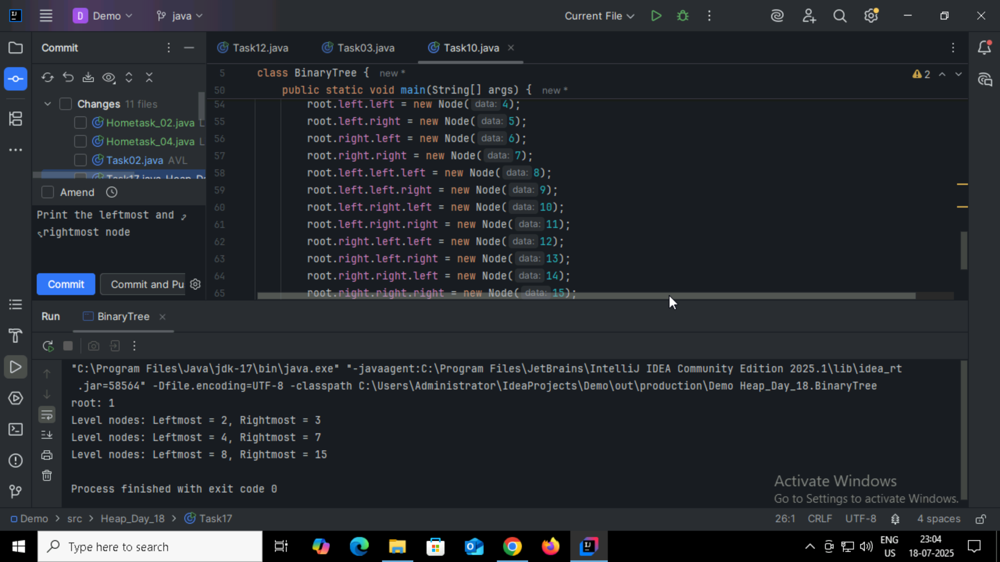 IJ
D Demo
java
Current File
Commit
Task12.java
Task03.java
Task10.java
5 class BinaryTree { new *
50 public static void main(String[] args) { new *
2
Changes 11 files
Hometask_02.java L
Hometask_04.java L
Task02.java AVL
Task17.java Heap_D
Amend
Print the leftmost and
rightmost node
Commit
Commit and Pu
54 root.left.left = new Node( data: 4);
55 root.left.right = new Node( data: 5);
56 root.right.left = new Node( data: 6);
57 root.right.right = new Node( data: 7);
58 root.left.left.left = new Node( data: 8);
59 root.left.left.right = new Node( data: 9);
60 root.left.right.left = new Node( data: 10);
61 root.left.right.right = new Node( data: 11);
62 root.right.left.left = new Node( data: 12);
63 root.right.left.right = new Node( data: 13);
64 root.right.right.left = new Node( data: 14);
65 root.right.right.right = new Node( data: 15);
Run
BinaryTree
"C:\Program Files\Java\jdk-17\bin\java.exe" "-javaagent:C:\Program Files\JetBrains\IntelliJ IDEA Community Edition 2025.1\lib\idea_rt
.jar=58564" -Dfile.encoding=UTF-8 -classpath C:\Users\Administrator\IdeaProjects\Demo\out\production\Demo Heap_Day_18.BinaryTree
root: 1
Level nodes: Leftmost = 2, Rightmost = 3
Level nodes: Leftmost = 4, Rightmost = 7
Level nodes: Leftmost = 8, Rightmost = 15
Process finished with exit code 0
Activate Windows
Go to Settings to activate Windows.
Demo > src > Heap_Day_18 > Task17
26:1 CRLF UTF-8 4 spaces
Type here to search
ENG
US
23:04
18-07-2025